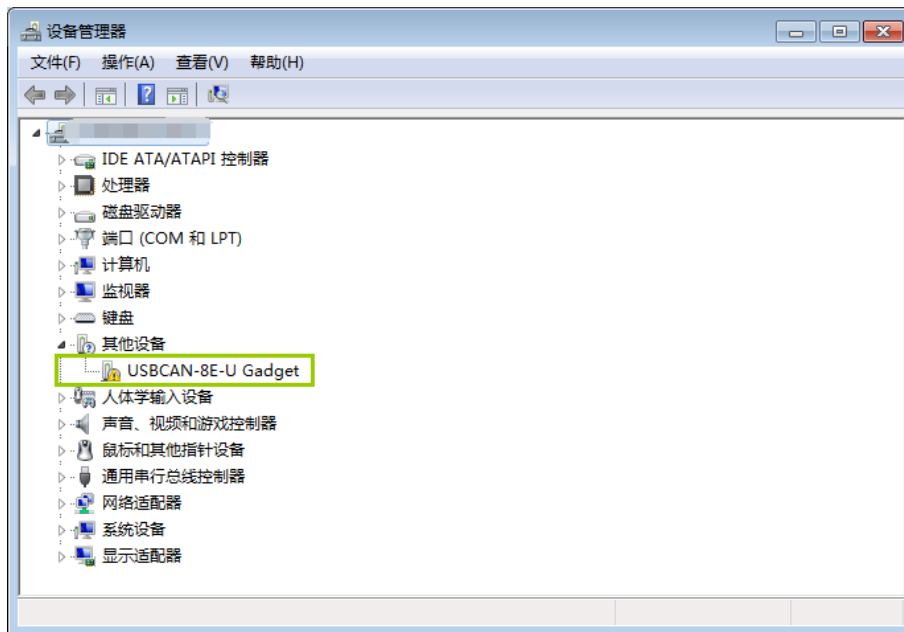 设备管理器
文件(F) 操作(A) 查看(V) 帮助(H)
IDE ATA/ATAPI 控制器
处理器
磁盘驱动器
端口 (COM 和 LPT)
计算机
监视器
键盘
其他设备
USBCAN-8E-U Gadget
人体学输入设备
声音、视频和游戏控制器
鼠标和其他指针设备
通用串行总线控制器
网络适配器
系统设备
显示适配器